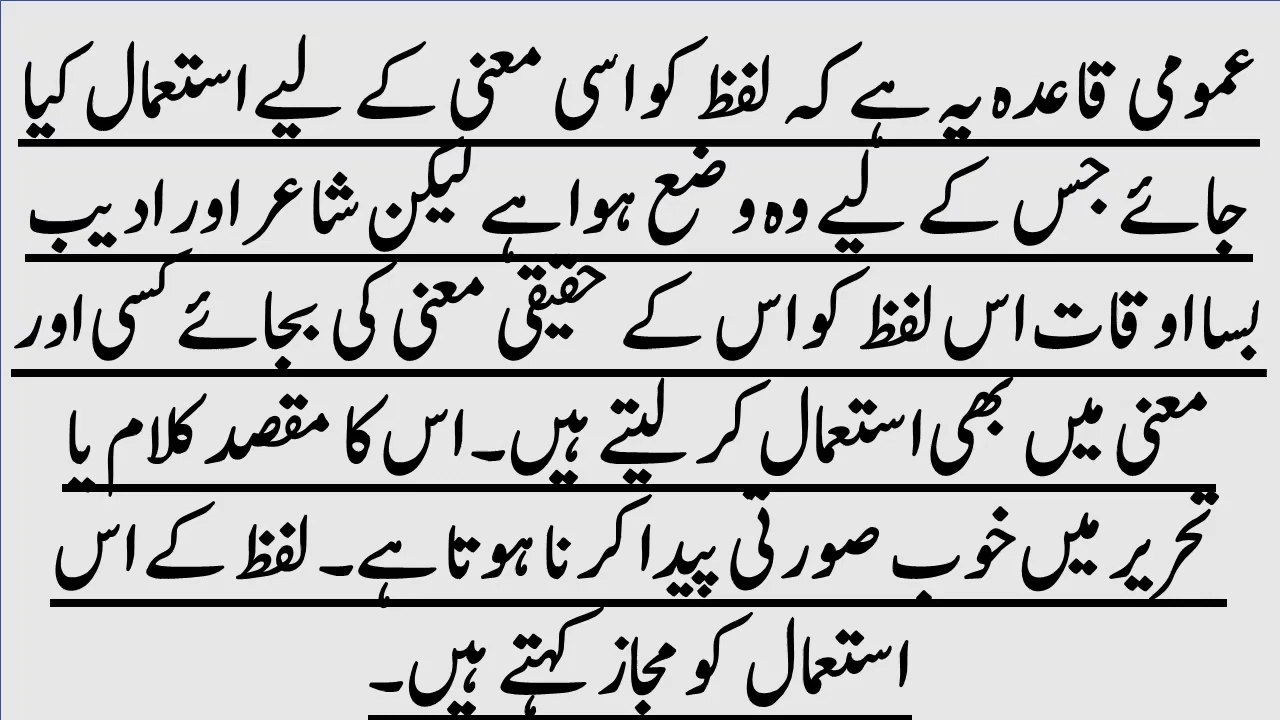 عمومی قاعدہ یہ ہے کہ لفظ کو اسی معنی کے لیے استعمال کیا
جائے جس کے لیے وہ وضع ہوا ہے لیکن شاعر اور ادیب
بسا اوقات اس لفظ کو اس کے حقیقی معنی کی بجائے کسی اور
معنی میں بھی استعمال کر لیتے ہیں۔ اس کا مقصد کلام یا
تحریر میں خوب صورتی پیدا کرنا ہوتا ہے۔ لفظ کے اس
استعمال کو مجاز کہتے ہیں۔